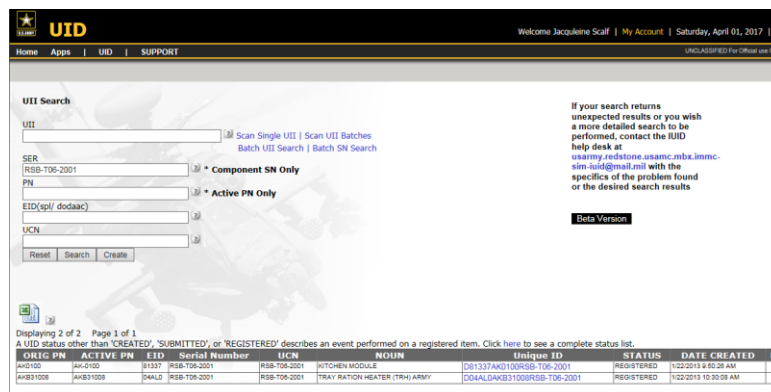 U.S. ARMY
UID
Welcome Jacquleine Scalf | My Account | Saturday, April 01, 2017 |
Home Apps | UID | SUPPORT
UNCLASSIFIED For Official use
UII Search
UII
Scan Single UII | Scan UII Batches
Batch UII Search | Batch SN Search
SER
RSB-T06-2001 * Component SN Only
PN
* Active PN Only
EID(spl/ dodaac)
UCN
Reset Search Create
If your search returns
unexpected results or you wish
a more detailed search to be
performed, contact the IUID
help desk at
usarmy.redstone.usamc.mbx.immc-
sim-iuid@mail.mil with the
specifics of the problem found
or the desired search results
Beta Version
Displaying 2 of 2 Page 1 of 1
A UID status other than 'CREATED', 'SUBMITTED', or 'REGISTERED' describes an event performed on a registered item. Click here to see a complete status list.
ORIG PN ACTIVE PN EID Serial Number UCN NOUN Unique ID STATUS DATE CREATED
AK0100 AK-0100 81337 RSB-T06-2001 RSB-T06-2001 KITCHEN MODULE D81337AK0100RSB-T06-2001 REGISTERED 1/22/2013 9:50:26 AM
AKB31008 AKB31008 04AL0 RSB-T06-2001 RSB-T06-2001 TRAY RATION HEATER (TRH) ARMY D04AL0AKB31008RSB-T06-2001 REGISTERED 1/22/2013 10:30:08 AM